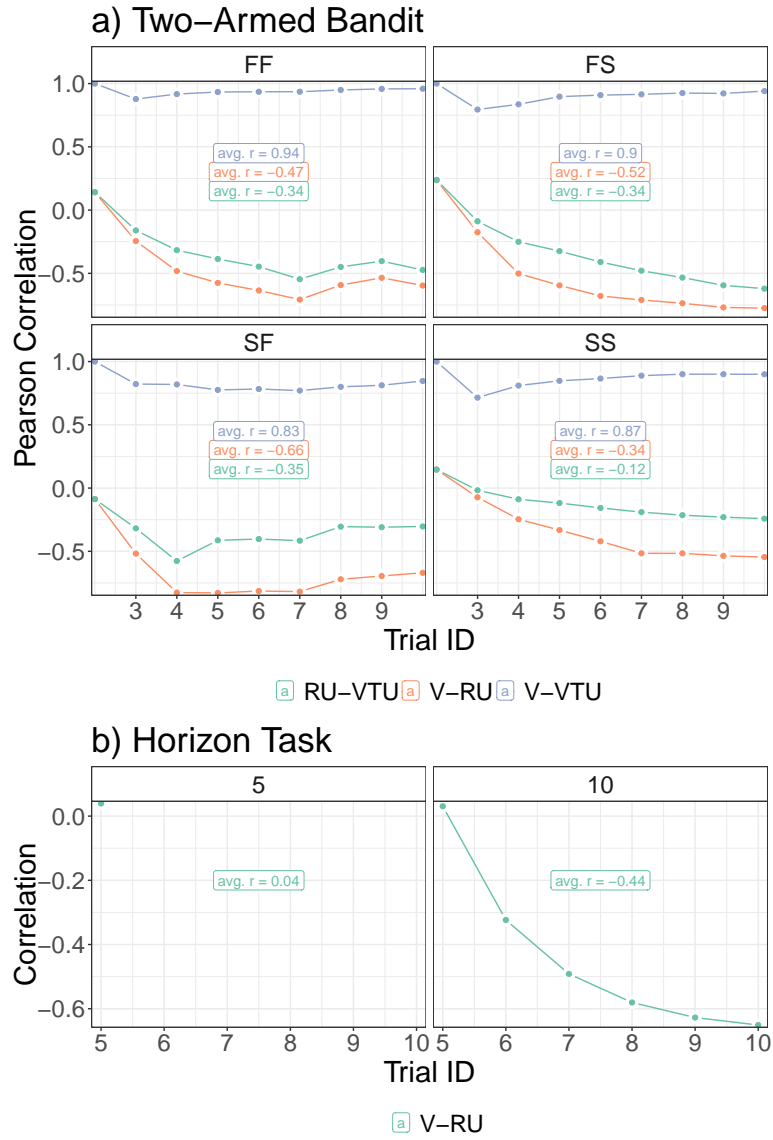 a) Two−Armed Bandit
FF FS
1.0
0.5
0.0
−0.5
avg. r = 0.94
avg. r = −0.47
avg. r = −0.34
avg. r = 0.9
avg. r = −0.52
avg. r = −0.34
SF SS
1.0
0.5
0.0
−0.5
avg. r = 0.83
avg. r = −0.66
avg. r = −0.35
avg. r = 0.87
avg. r = −0.34
avg. r = −0.12
Pearson Correlation
3 4 5 6 7 8 9 3 4 5 6 7 8 9
Trial ID
a RU−VTU a V−RU a V−VTU
b) Horizon Task
5 10
0.0
−0.2
−0.4
−0.6
avg. r = 0.04
avg. r = −0.44
Correlation
5 6 7 8 9 10 5 6 7 8 9 10
Trial ID
a V−RU